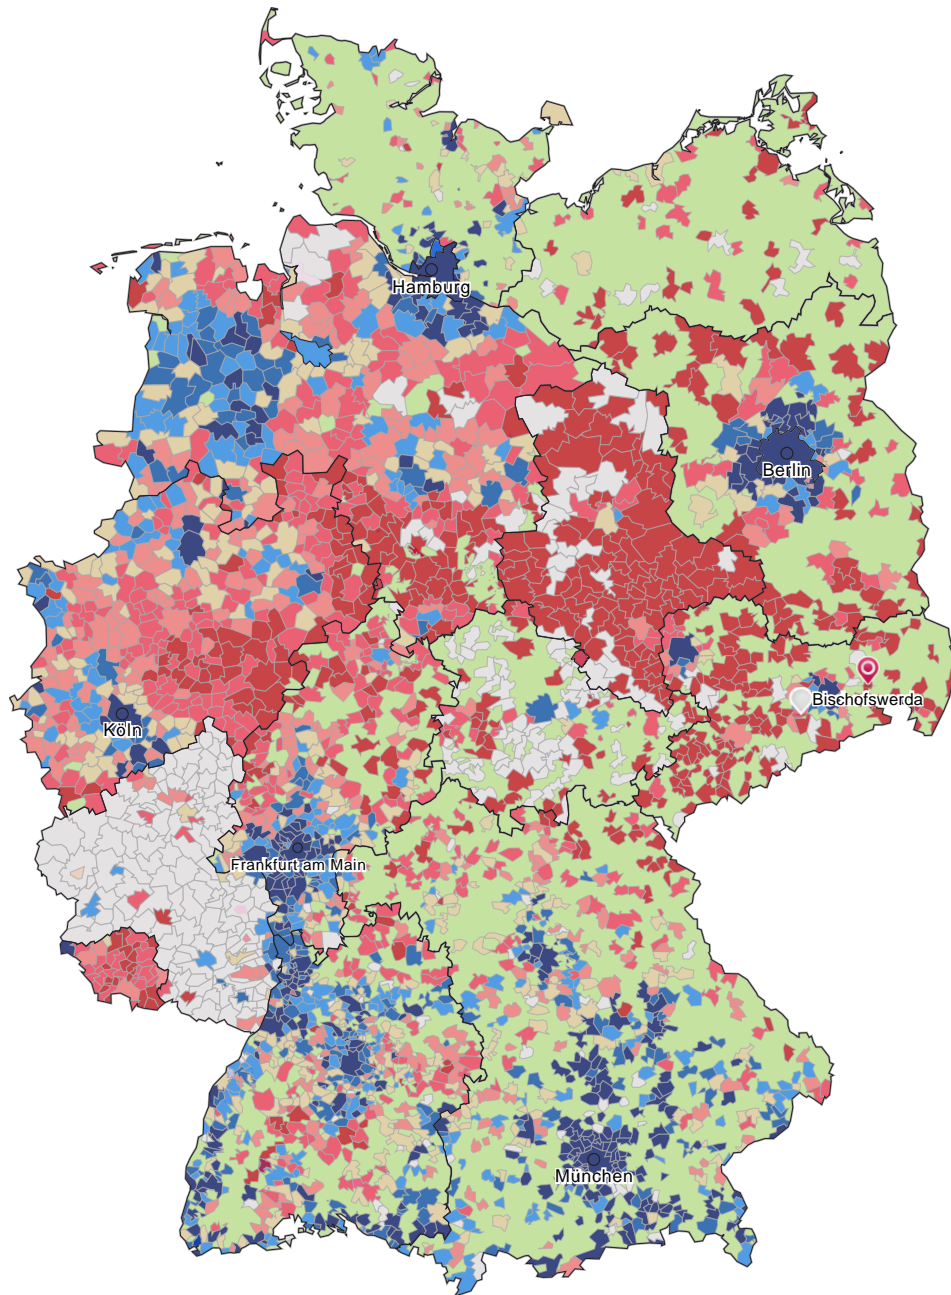 Hamburg
Berlin
Bischofswerda
Köln
Frankfurt am Main
München